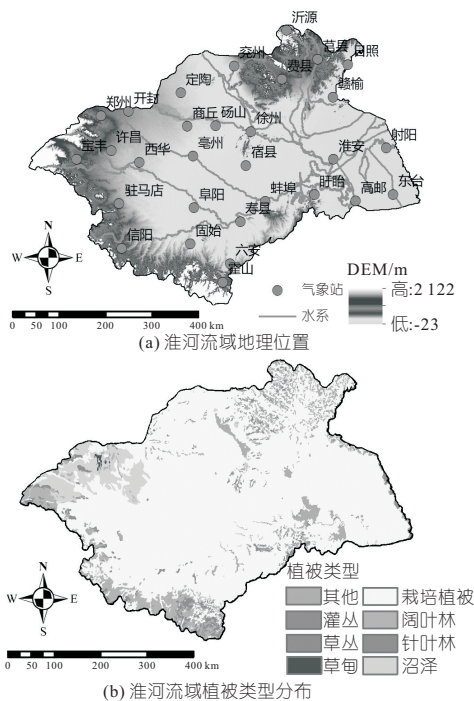 沂源
兖州
莒县
日照
费县
定陶
赣榆
郑州
开封
商丘
砀山
徐州
许昌
宝丰
西华
亳州
宿县
淮安
射阳
驻马店
阜阳
寿县
蚌埠
盱眙
高邮
东台
信阳
固始
六安
霍山
N
W E
S
气象站
水系
DEM/m
高:2 122
低:-23
0 50 100 200 300 400 km
(a) 淮河流域地理位置
N
W E
S
0 50 100 200 300 400 km
植被类型
其他 栽培植被
灌丛 阔叶林
草丛 针叶林
草甸 沼泽
(b) 淮河流域植被类型分布